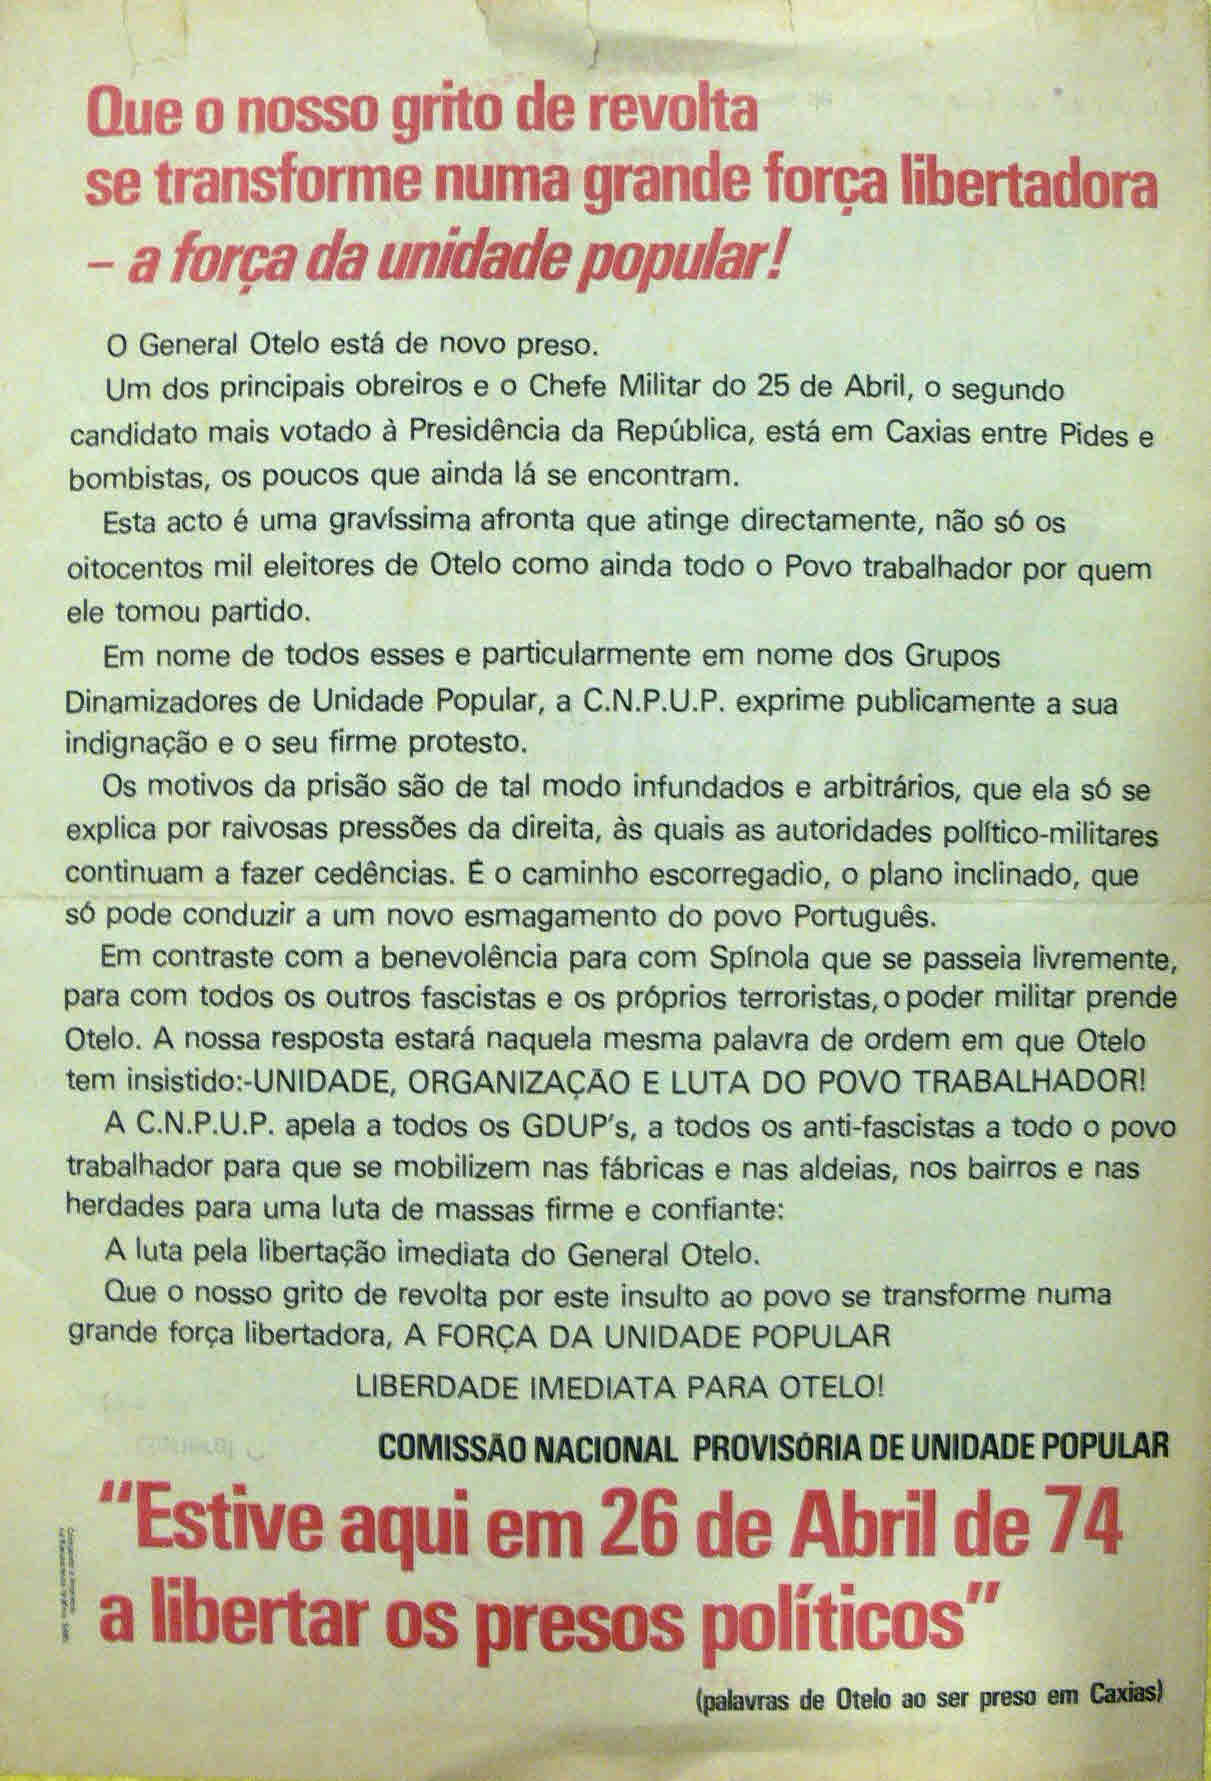 Que o nosso grito de revolta
se transforme numa grande força libertadora
– a força da unidade popular!
O General Otelo está de novo preso.
Um dos principais obreiros e o Chefe Militar do 25 de Abril, o segundo
candidato mais votado à Presidência da República, está em Caxias entre Pides e
bombistas, os poucos que ainda lá se encontram.
Esta acto é uma gravíssima afronta que atinge directamente, não só os
oitocentos mil eleitores de Otelo como ainda todo o Povo trabalhador por quem
ele tomou partido.
Em nome de todos esses e particularmente em nome dos Grupos
Dinamizadores de Unidade Popular, a C.N.P.U.P. exprime publicamente a sua
indignação e o seu firme protesto.
Os motivos da prisão são de tal modo infundados e arbitrários, que ela só se
explica por raivosas pressões da direita, às quais as autoridades político-militares
continuam a fazer cedências. É o caminho escorregadio, o plano inclinado, que
só pode conduzir a um novo esmagamento do povo Português.
Em contraste com a benevolência para com Spínola que se passeia livremente,
para com todos os outros fascistas e os próprios terroristas, o poder militar prende
Otelo. A nossa resposta estará naquela mesma palavra de ordem em que Otelo
tem insistido:-UNIDADE, ORGANIZAÇÃO E LUTA DO POVO TRABALHADOR!
A C.N.P.U.P. apela a todos os GDUP's, a todos os anti-fascistas a todo o povo
trabalhador para que se mobilizem nas fábricas e nas aldeias, nos bairros e nas
herdades para uma luta de massas firme e confiante:
A luta pela libertação imediata do General Otelo.
Que o nosso grito de revolta por este insulto ao povo se transforme numa
grande força libertadora, A FORÇA DA UNIDADE POPULAR
LIBERDADE IMEDIATA PARA OTELO!
COMISSÃO NACIONAL PROVISÓRIA DE UNIDADE POPULAR
"Estive aqui em 26 de Abril de 74
a libertar os presos políticos"
(palavras de Otelo ao ser preso em Caxias)